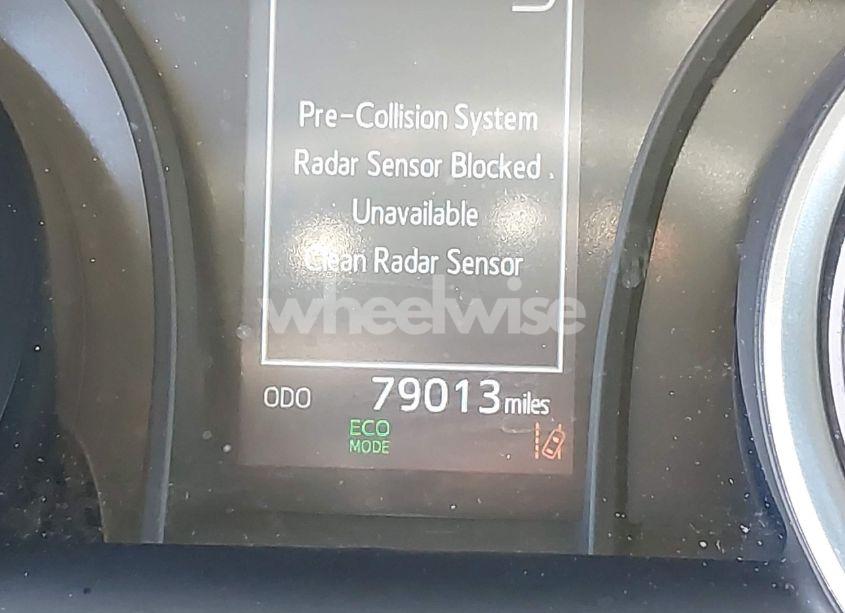 Pre-Collision System
Radar Sensor Blocked
Unavailable
Clean Radar Sensor
wheelwise
ODO 79013 miles
ECO
MODE